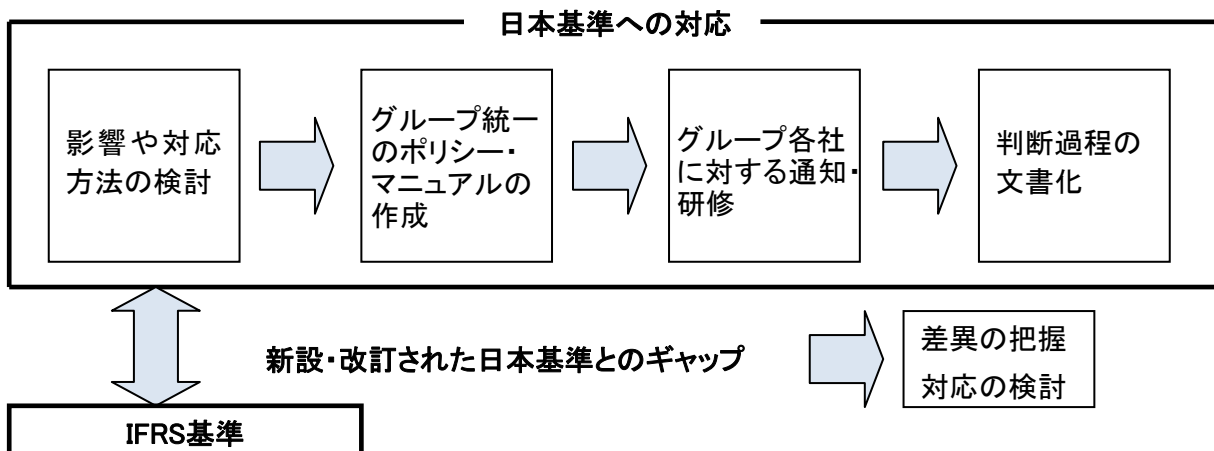 日本基準への対応
影響や対応
方法の検討
グループ統一
のポリシー・
マニュアルの
作成
グループ各社
に対する通知・
研修
判断過程の
文書化
新設・改訂された日本基準とのギャップ
差異の把握
対応の検討
IFRS基準